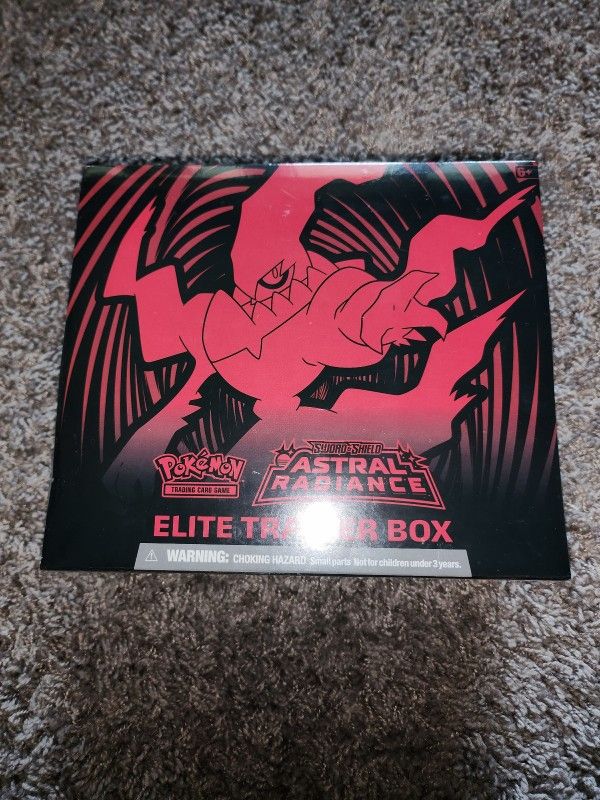 6+
Pokémon
TRADING CARD GAME
SWORD & SHIELD
ASTRAL
RADIANCE
ELITE TRAINER BOX
WARNING: CHOKING HAZARD Small parts Not for children under 3 years.